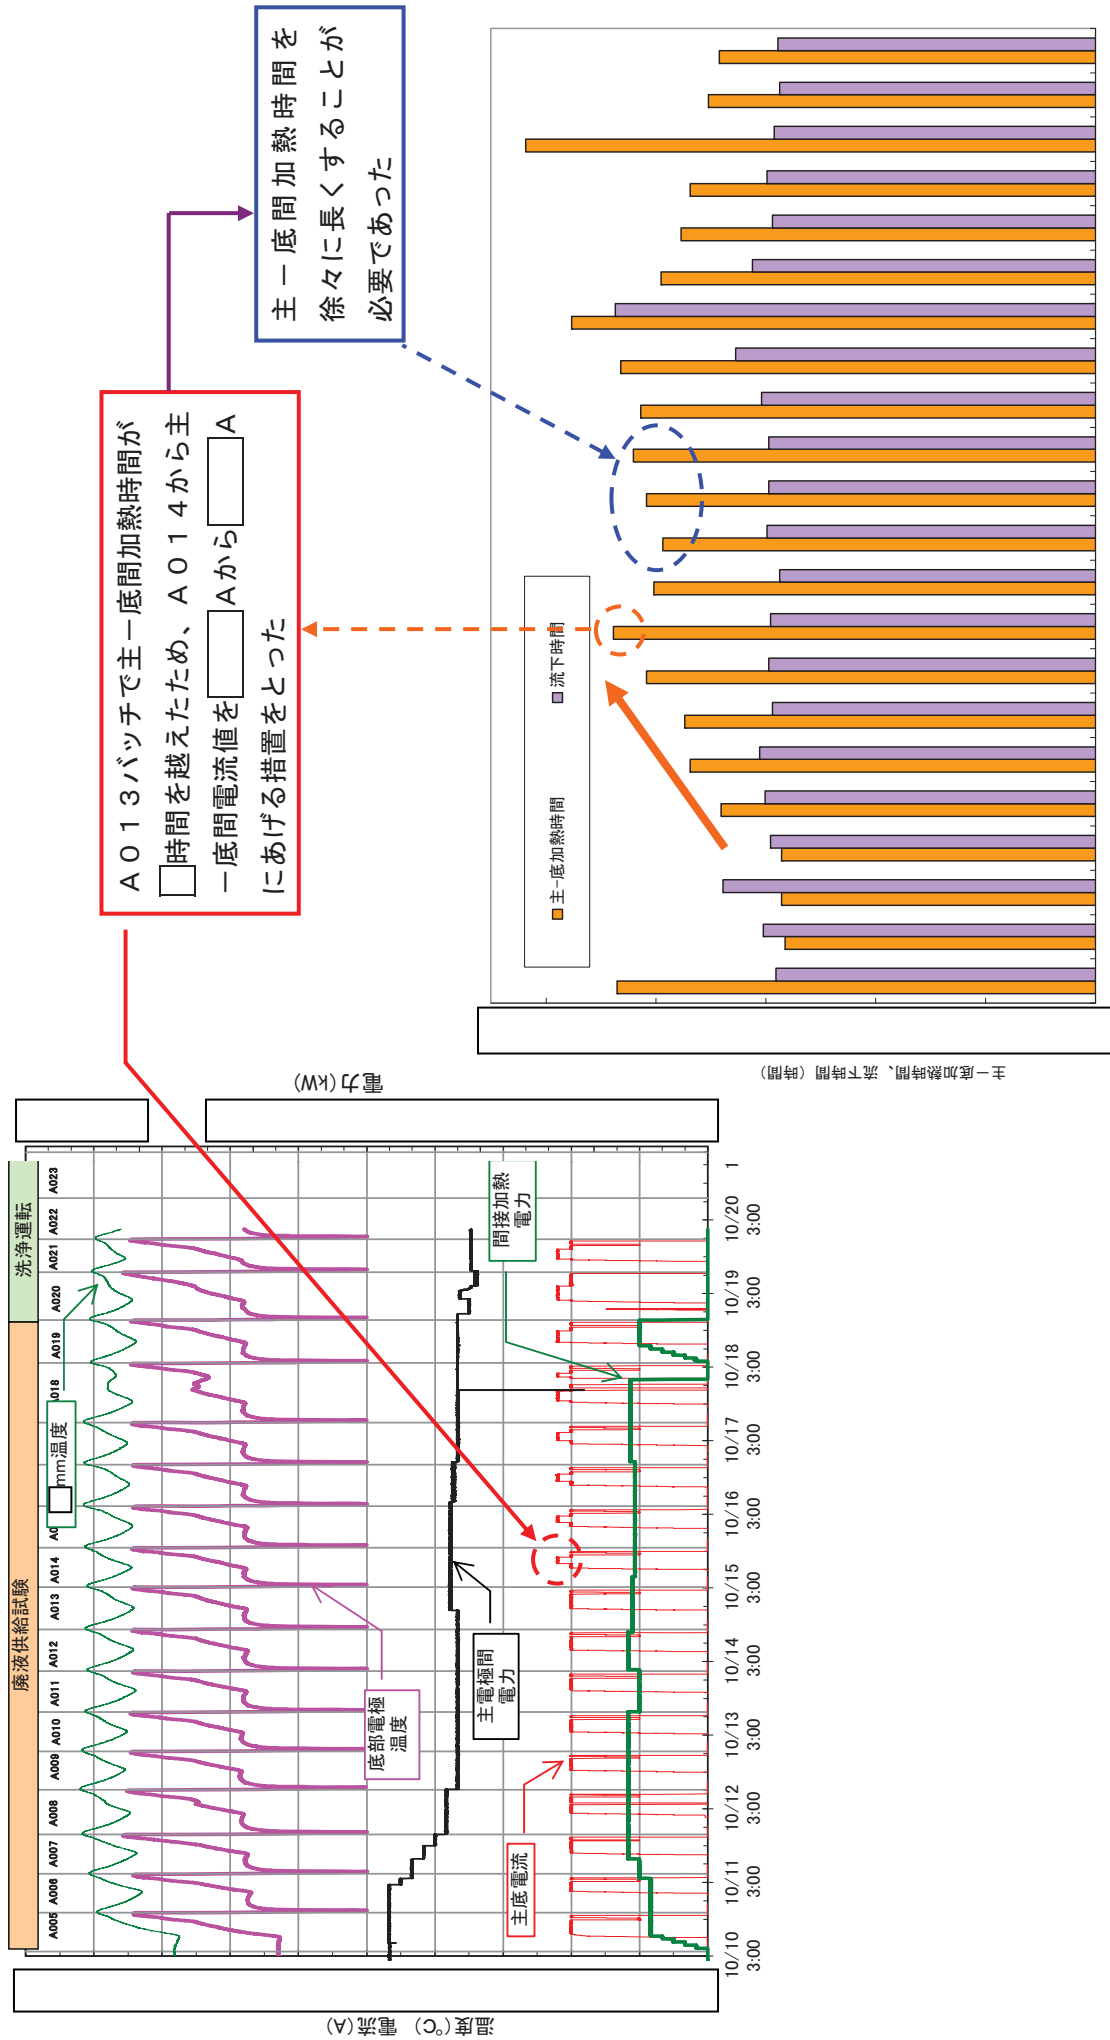 A013バッチで主ー底間加熱時間が
□時間を越えたため、A014から主
ー底間電流値を□Aから□A
にあげる措置をとった
主ー底間加熱時間を
徐々に長くすることが
必要であった
廃液供給試験
洗浄運転
A005
A006
A007
A008
A009
A010
A011
A012
A013
A014
A0
018
A019
A020
A021
A022
A023
□mm温度
底部電極
温度
主電極間
電力
主底電流
間接加熱
電力
温度(℃) 電流(A)
電力(kW)
10/10
3:00
10/11
3:00
10/12
3:00
10/13
3:00
10/14
3:00
10/15
3:00
10/16
3:00
10/17
3:00
10/18
3:00
10/19
3:00
10/20
3:00
1
主-底加熱時間
流下時間
主ー底加熱時間、流下時間(時間)